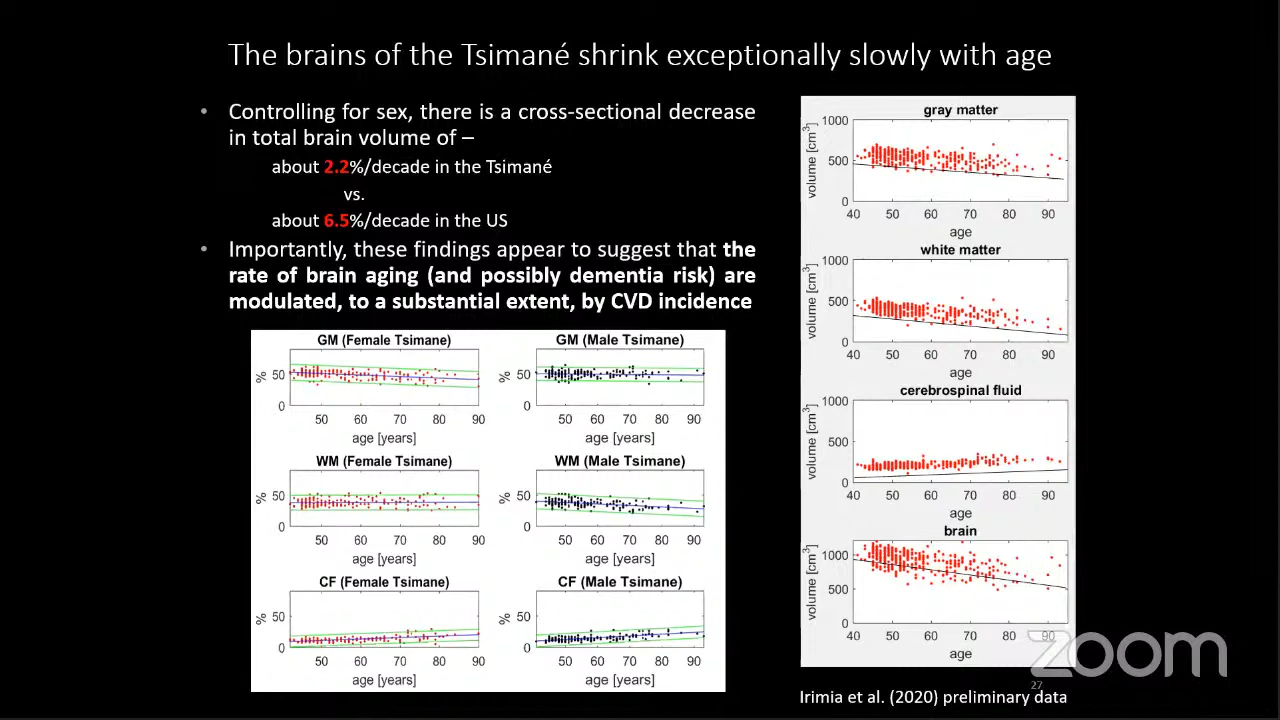 The brains of the Tsimané shrink exceptionally slowly with age
• Controlling for sex, there is a cross-sectional decrease
in total brain volume of –
about 2.2%/decade in the Tsimané
vs.
about 6.5%/decade in the US
• Importantly, these findings appear to suggest that the
rate of brain aging (and possibly dementia risk) are
modulated, to a substantial extent, by CVD incidence
GM (Female Tsimane)
%
50
0
50 60 70 80 90
age [years]
GM (Male Tsimane)
%
50
0
50 60 70 80 90
age [years]
WM (Female Tsimane)
%
50
0
50 60 70 80 90
age [years]
WM (Male Tsimane)
%
50
0
50 60 70 80 90
age [years]
CF (Female Tsimane)
%
50
0
50 60 70 80 90
age [years]
CF (Male Tsimane)
%
50
0
50 60 70 80 90
age [years]
gray matter
volume [cm³]
1000
500
0
40 50 60 70 80 90
age
white matter
volume [cm³]
1000
500
0
40 50 60 70 80 90
age
cerebrospinal fluid
volume [cm³]
1000
500
0
40 50 60 70 80 90
age
brain
volume [cm³]
1000
500
0
40 50 60 70 80 90
age
zoom
27
Irimia et al. (2020) preliminary data